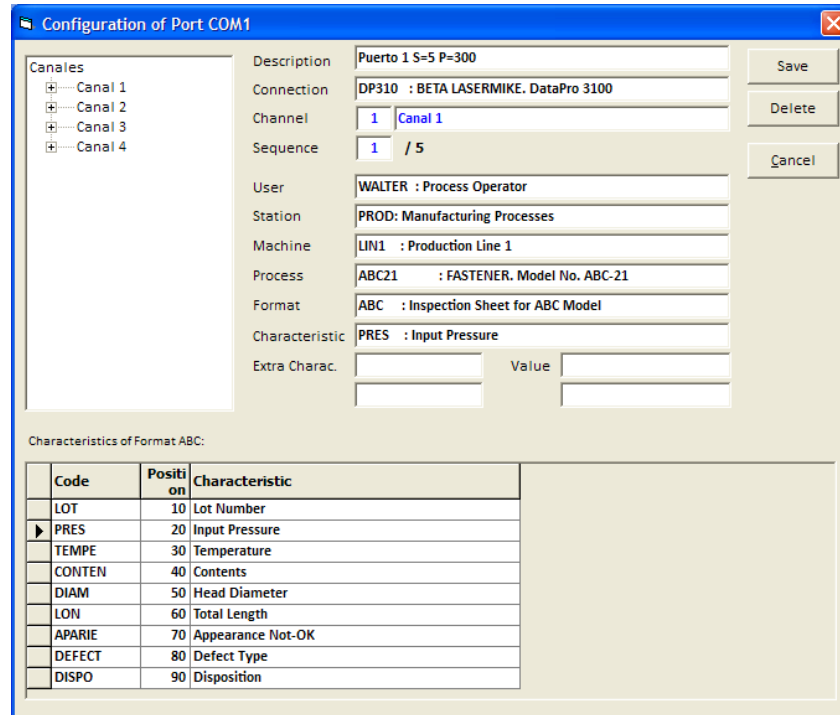 Configuration of Port COM1
Canales
Canal 1
Canal 2
Canal 3
Canal 4
Description Puerto 1 S=5 P=300
Connection DP310 : BETA LASERMIKE. DataPro 3100
Channel 1 Canal 1
Sequence 1 / 5
User WALTER : Process Operator
Station PROD: Manufacturing Processes
Machine LIN1 : Production Line 1
Process ABC21 : FASTENER. Model No. ABC-21
Format ABC : Inspection Sheet for ABC Model
Characteristic PRES : Input Pressure
Extra Charac. Value
Save
Delete
Cancel
Characteristics of Format ABC:
Code Positi on Characteristic
LOT 10 Lot Number
PRES 20 Input Pressure
TEMPE 30 Temperature
CONTEN 40 Contents
DIAM 50 Head Diameter
LON 60 Total Length
APARIE 70 Appearance Not-OK
DEFECT 80 Defect Type
DISPO 90 Disposition